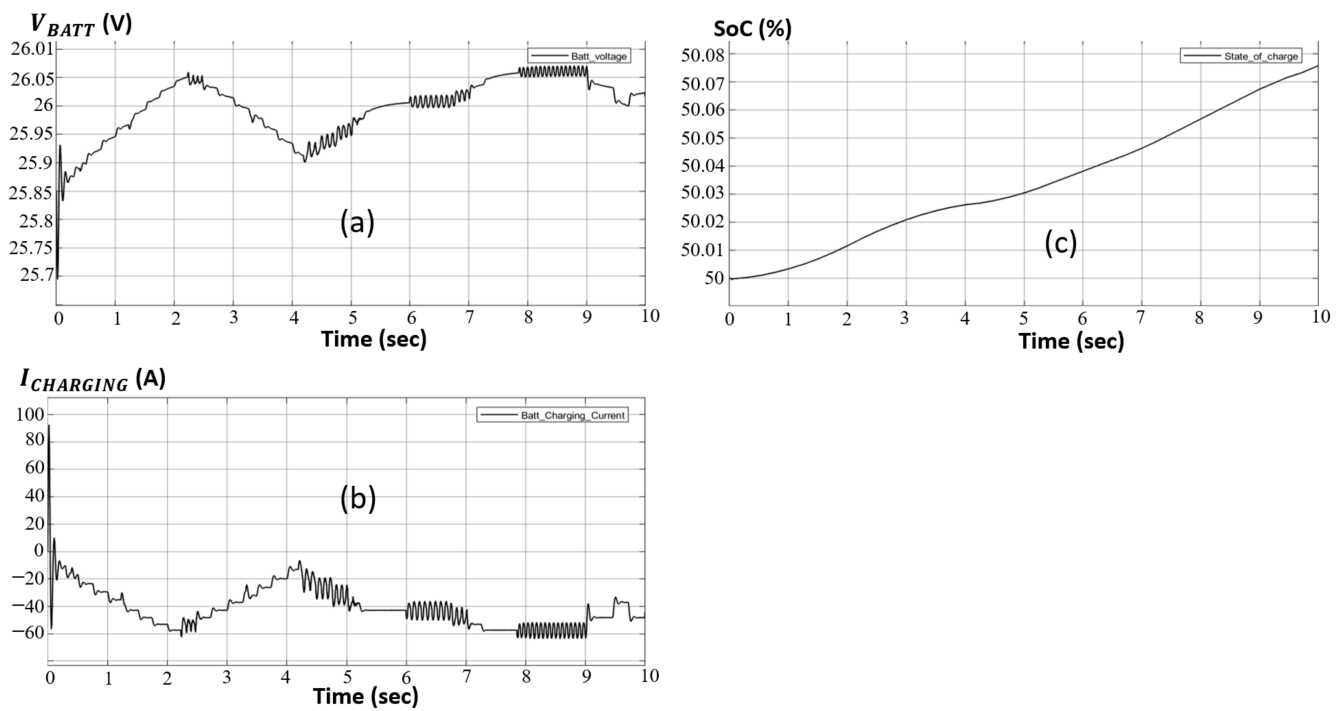 V_BATT (V)
26.01
26.05
26
25.95
25.9
25.85
25.8
25.75
25.7
Batt_voltage
(a)
0 1 2 3 4 5 6 7 8 9 10
Time (sec)
SoC (%)
50.08
50.07
50.06
50.05
50.04
50.03
50.02
50.01
50
State_of_charge
(c)
0 1 2 3 4 5 6 7 8 9 10
Time (sec)
I_CHARGING (A)
100
80
60
40
20
0
−20
−40
−60
Batt_Charging_Current
(b)
0 1 2 3 4 5 6 7 8 9 10
Time (sec)